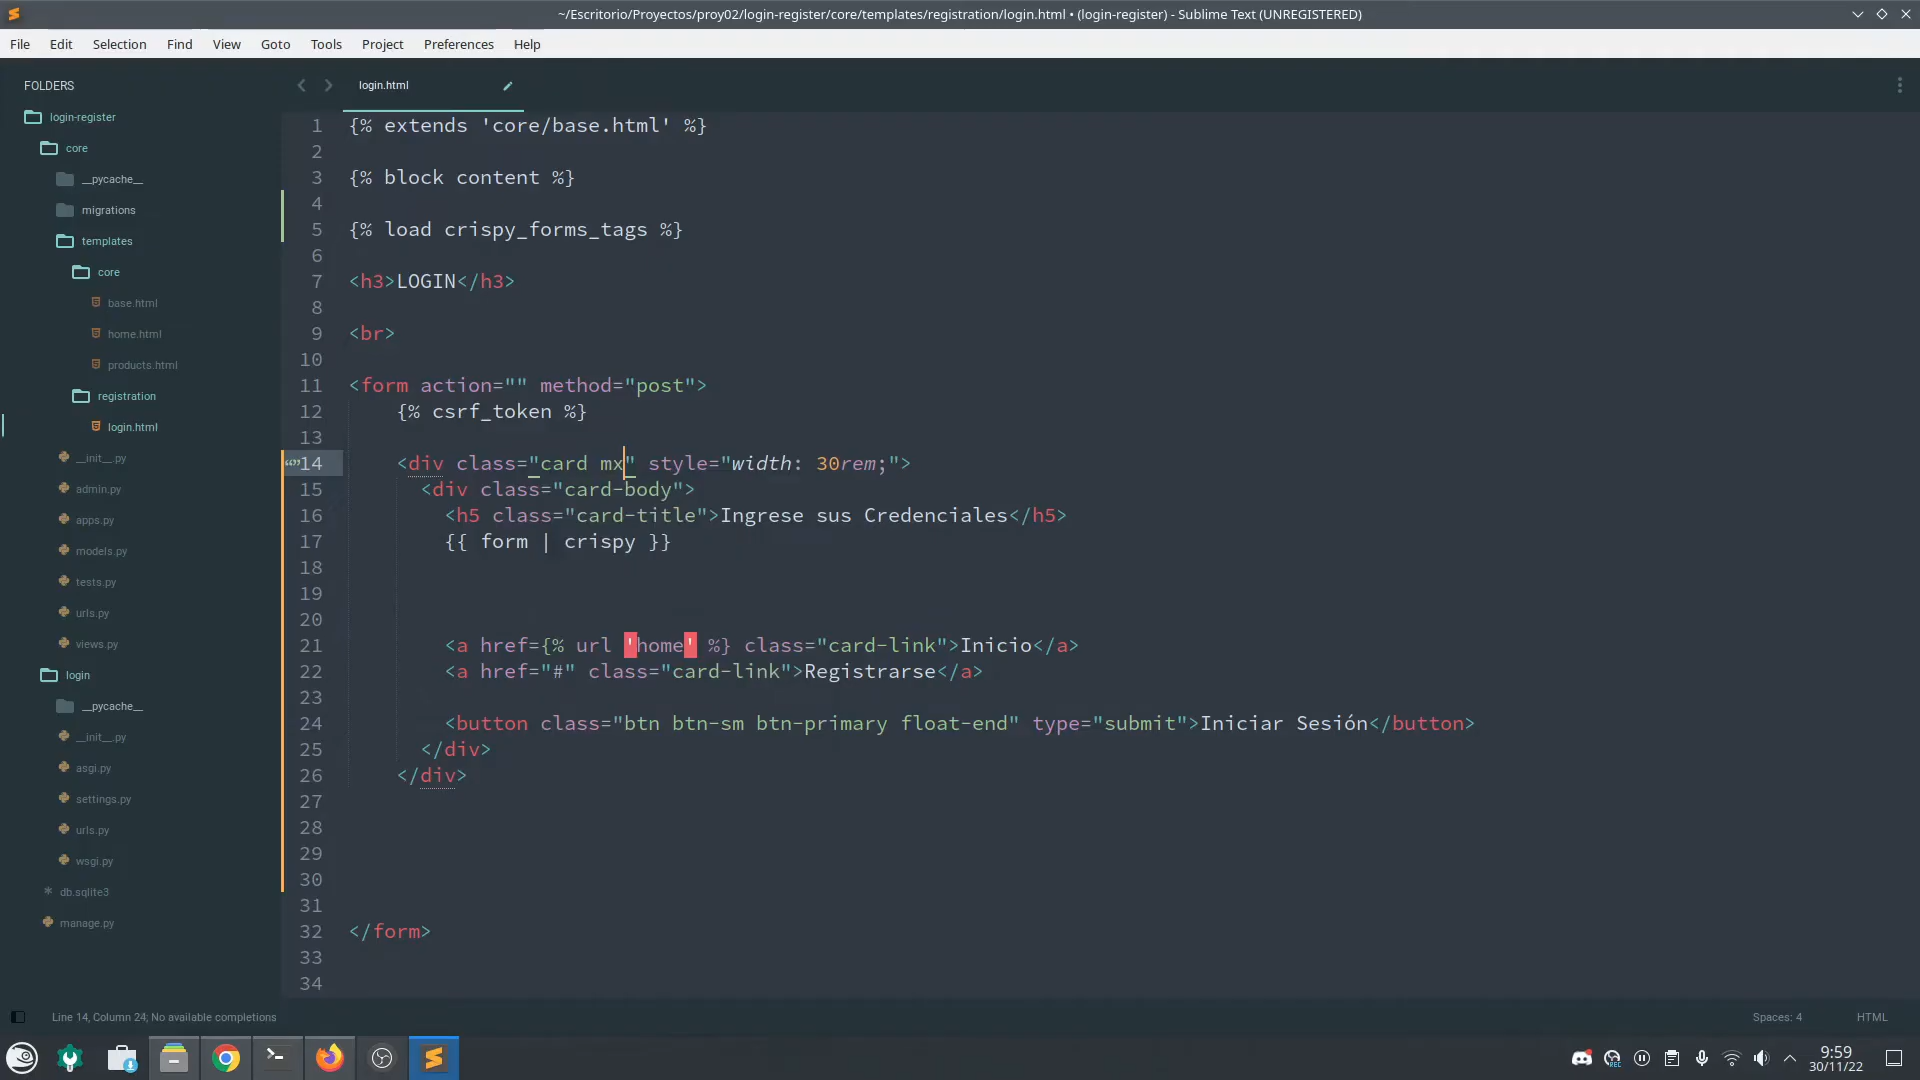 ~/Escritorio/Proyectos/proy02/login-register/core/templates/registration/login.html • (login-register) - Sublime Text (UNREGISTERED)
File Edit Selection Find View Goto Tools Project Preferences Help
FOLDERS
login-register
core
__pycache__
migrations
templates
core
base.html
home.html
products.html
registration
login.html
__init__.py
admin.py
apps.py
models.py
tests.py
urls.py
views.py
login
__pycache__
__init__.py
asgi.py
settings.py
urls.py
wsgi.py
db.sqlite3
manage.py
login.html
1 {% extends 'core/base.html' %}
2
3 {% block content %}
4
5 {% load crispy_forms_tags %}
6
7 <h3>LOGIN</h3>
8
9 <br>
10
11 <form action="" method="post">
12     {% csrf_token %}
13
14     <div class="card mx" style="width: 30rem;">
15       <div class="card-body">
16         <h5 class="card-title">Ingrese sus Credenciales</h5>
17         {{ form | crispy }}
18
19
20
21         <a href={% url 'home' %} class="card-link">Inicio</a>
22         <a href="#" class="card-link">Registrarse</a>
23
24         <button class="btn btn-sm btn-primary float-end" type="submit">Iniciar Sesión</button>
25       </div>
26     </div>
27
28
29
30
31
32 </form>
33
34
Line 14, Column 24; No available completions
Spaces: 4
HTML
REC
9:59
30/11/22